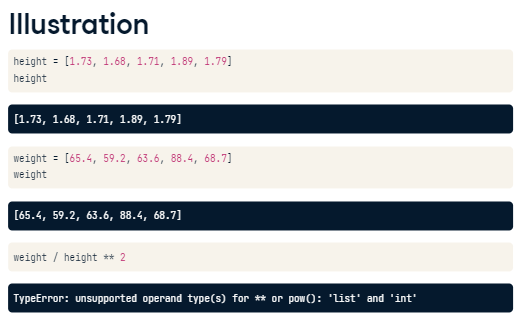 Illustration
height = [1.73, 1.68, 1.71, 1.89, 1.79]
height
[1.73, 1.68, 1.71, 1.89, 1.79]
weight = [65.4, 59.2, 63.6, 88.4, 68.7]
weight
[65.4, 59.2, 63.6, 88.4, 68.7]
weight / height ** 2
TypeError: unsupported operand type(s) for ** or pow(): 'list' and 'int'